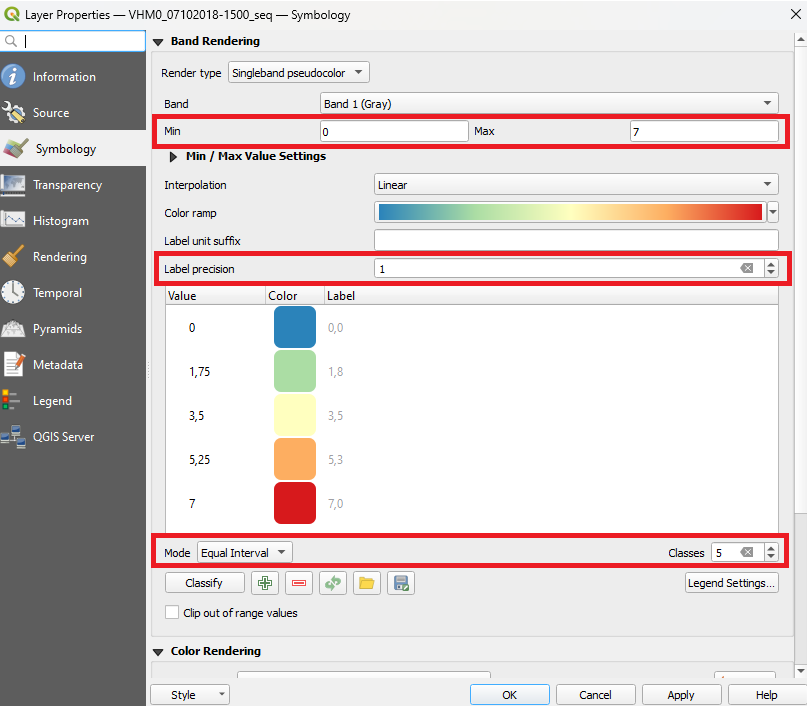 Layer Properties — VHM0_07102018-1500_seq — Symbology
Information
Source
Symbology
Transparency
Histogram
Rendering
Temporal
Pyramids
Metadata
Legend
QGIS Server
Band Rendering
Render type Singleband pseudocolor
Band Band 1 (Gray)
Min 0 Max 7
Min / Max Value Settings
Interpolation Linear
Color ramp
Label unit suffix
Label precision 1
Value Color Label
0 0,0
1,75 1,8
3,5 3,5
5,25 5,3
7 7,0
Mode Equal Interval Classes 5
Classify Legend Settings...
Clip out of range values
Color Rendering
Style OK Cancel Apply Help